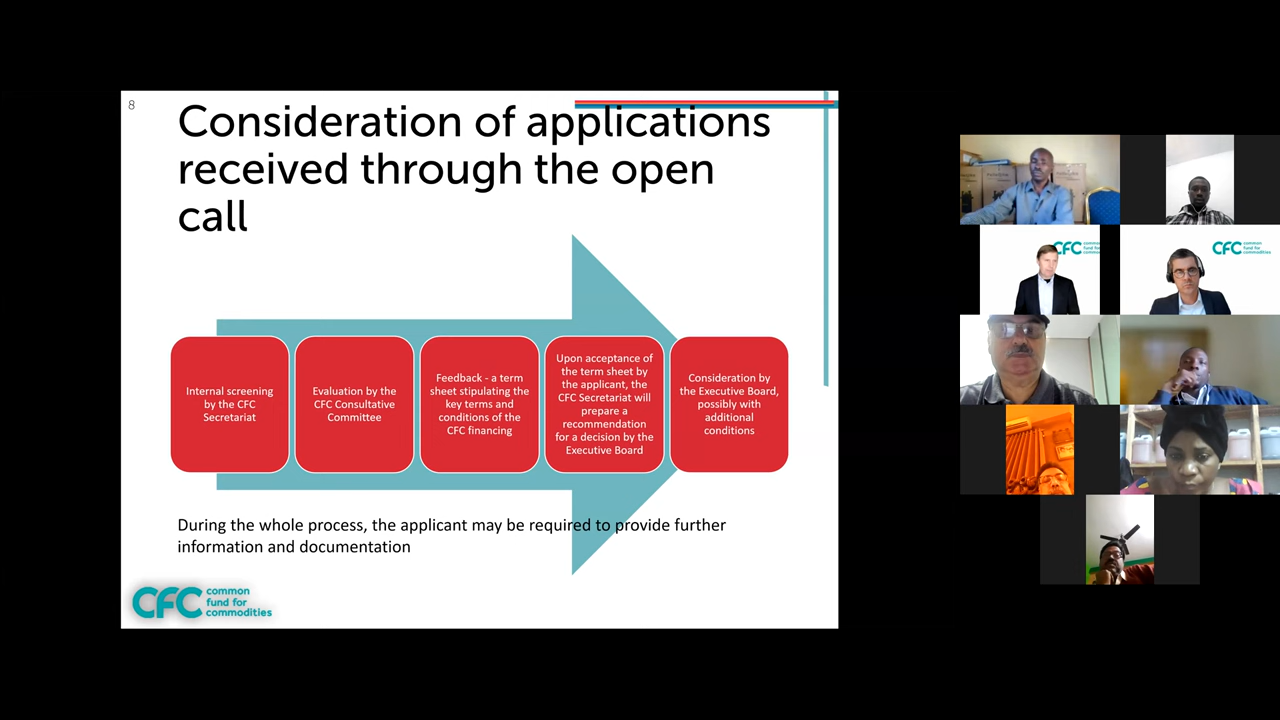 8
Consideration of applications
received through the open
call
Internal screening
by the CFC
Secretariat
Evaluation by the
CFC Consultative
Committee
Feedback - a term
sheet stipulating the
key terms and
conditions of the
CFC financing
Upon acceptance of
the term sheet by
the applicant, the
CFC Secretariat will
prepare a
recommendation
for a decision by the
Executive Board
Consideration by
the Executive Board,
possibly with
additional
conditions
During the whole process, the applicant may be required to provide further
information and documentation
CFC common
fund for
commodities
CFC common
fund for
commodities
CFC common
fund for
commodities